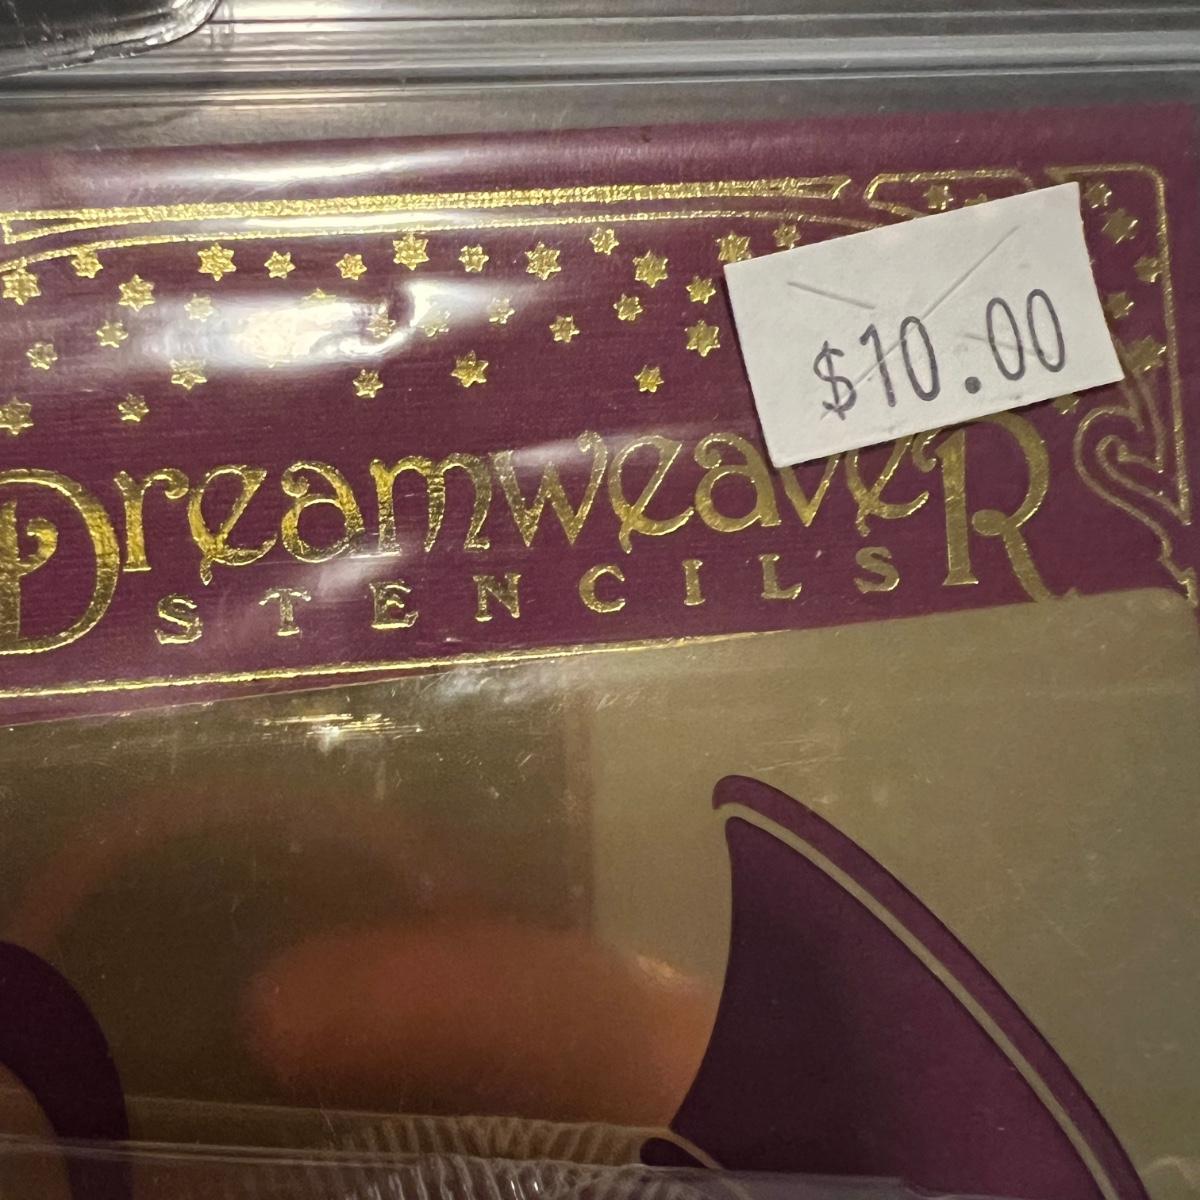 $10.00
DreamweaveR
STENCILS